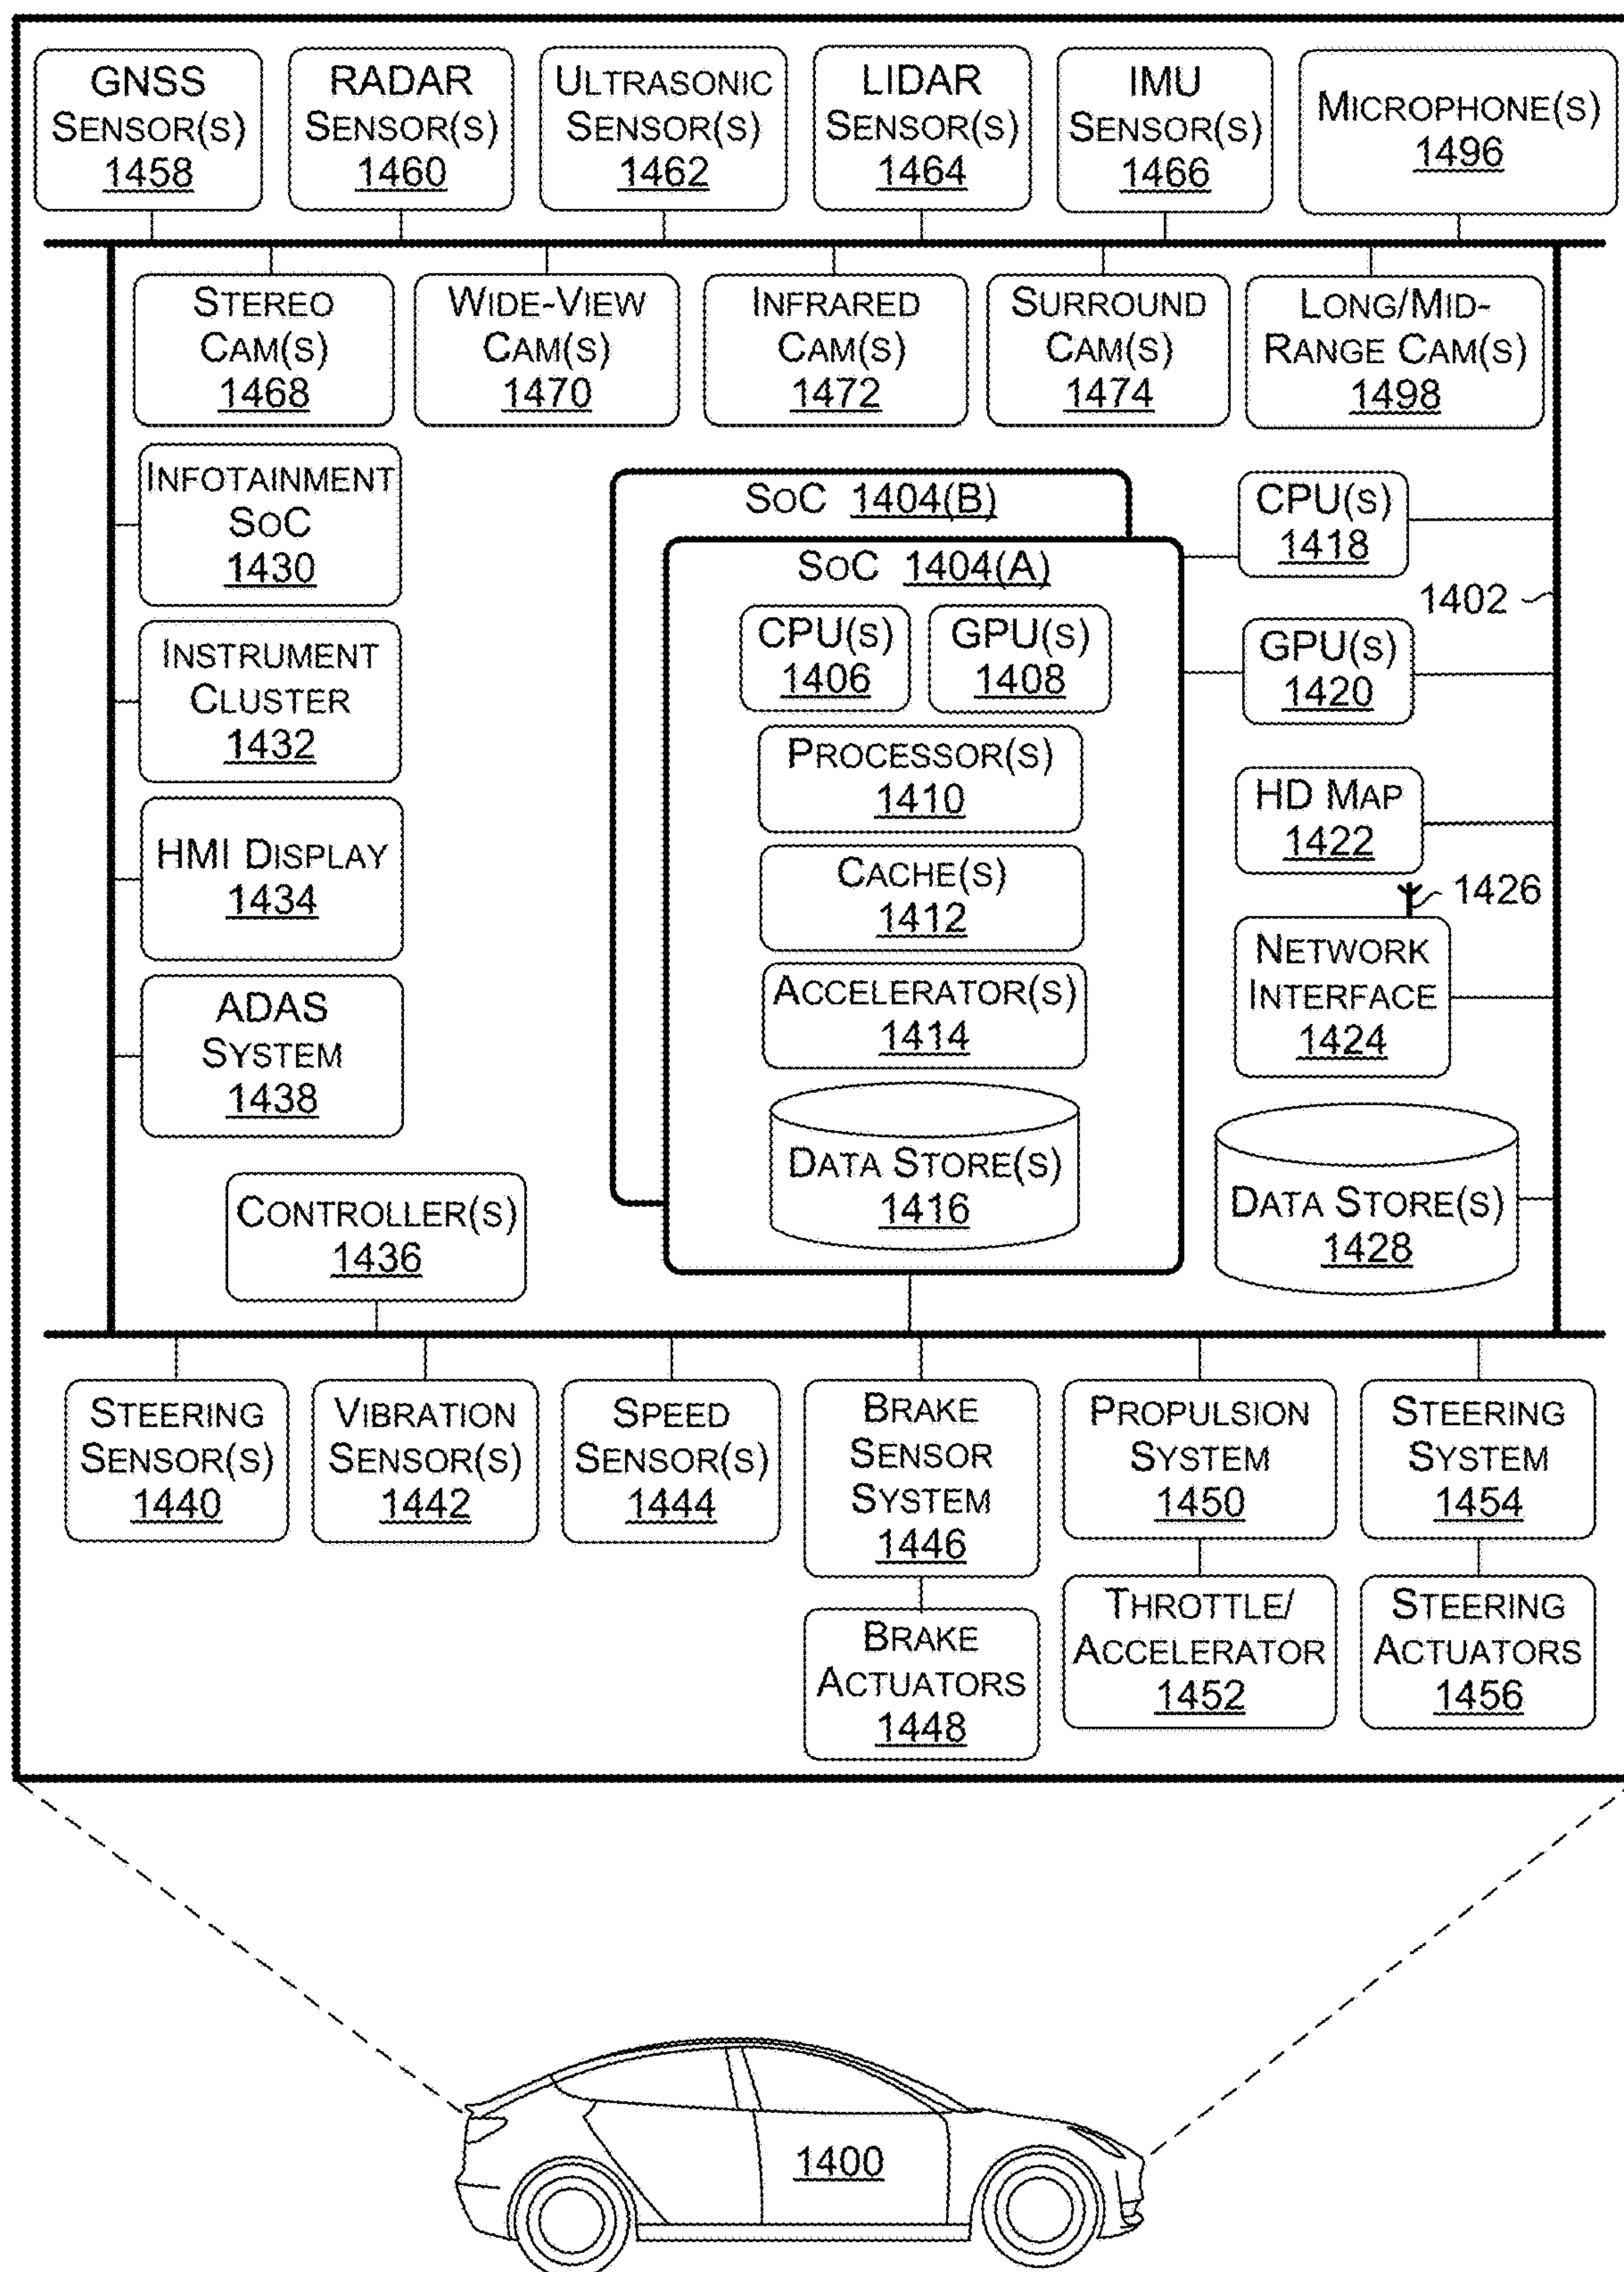 GNSS
SENSOR(S)
1458
RADAR
SENSOR(S)
1460
ULTRASONIC
SENSOR(S)
1462
LIDAR
SENSOR(S)
1464
IMU
SENSOR(S)
1466
MICROPHONE(S)
1496
STEREO
CAM(S)
1468
WIDE-VIEW
CAM(S)
1470
INFRARED
CAM(S)
1472
SURROUND
CAM(S)
1474
LONG/MID-
RANGE CAM(S)
1498
INFOTAINMENT
SOC
1430
INSTRUMENT
CLUSTER
1432
HMI DISPLAY
1434
ADAS
SYSTEM
1438
CONTROLLER(S)
1436
SOC 1404(B)
SOC 1404(A)
CPU(S)
1406
GPU(S)
1408
PROCESSOR(S)
1410
CACHE(S)
1412
ACCELERATOR(S)
1414
DATA STORE(S)
1416
CPU(S)
1418
1402
GPU(S)
1420
HD MAP
1422
1426
NETWORK
INTERFACE
1424
DATA STORE(S)
1428
STEERING
SENSOR(S)
1440
VIBRATION
SENSOR(S)
1442
SPEED
SENSOR(S)
1444
BRAKE
SENSOR
SYSTEM
1446
PROPULSION
SYSTEM
1450
STEERING
SYSTEM
1454
BRAKE
ACTUATORS
1448
THROTTLE/
ACCELERATOR
1452
STEERING
ACTUATORS
1456
1400